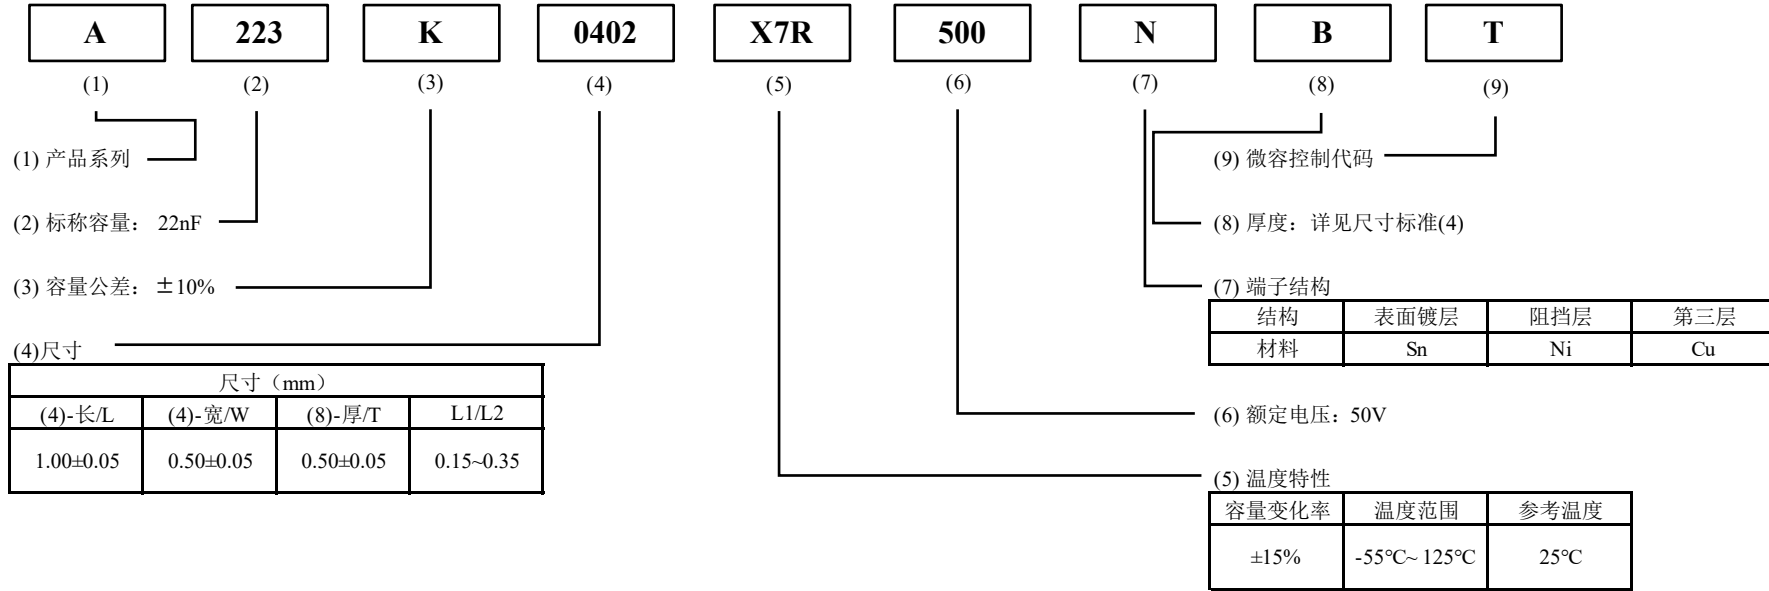 A 223 K 0402 X7R 500 N B T
(1) (2) (3) (4) (5) (6) (7) (8) (9)
(1) 产品系列
(9) 微容控制代码
(2) 标称容量： 22nF
(8) 厚度：详见尺寸标准(4)
(3) 容量公差： ±10%
(7) 端子结构
结构 表面镀层 阻挡层 第三层
材料 Sn Ni Cu
(4)尺寸
尺寸（mm）
(4)-长/L (4)-宽/W (8)-厚/T L1/L2
1.00±0.05 0.50±0.05 0.50±0.05 0.15~0.35
(6) 额定电压：50V
(5) 温度特性
容量变化率 温度范围 参考温度
±15% -55℃~ 125℃ 25℃